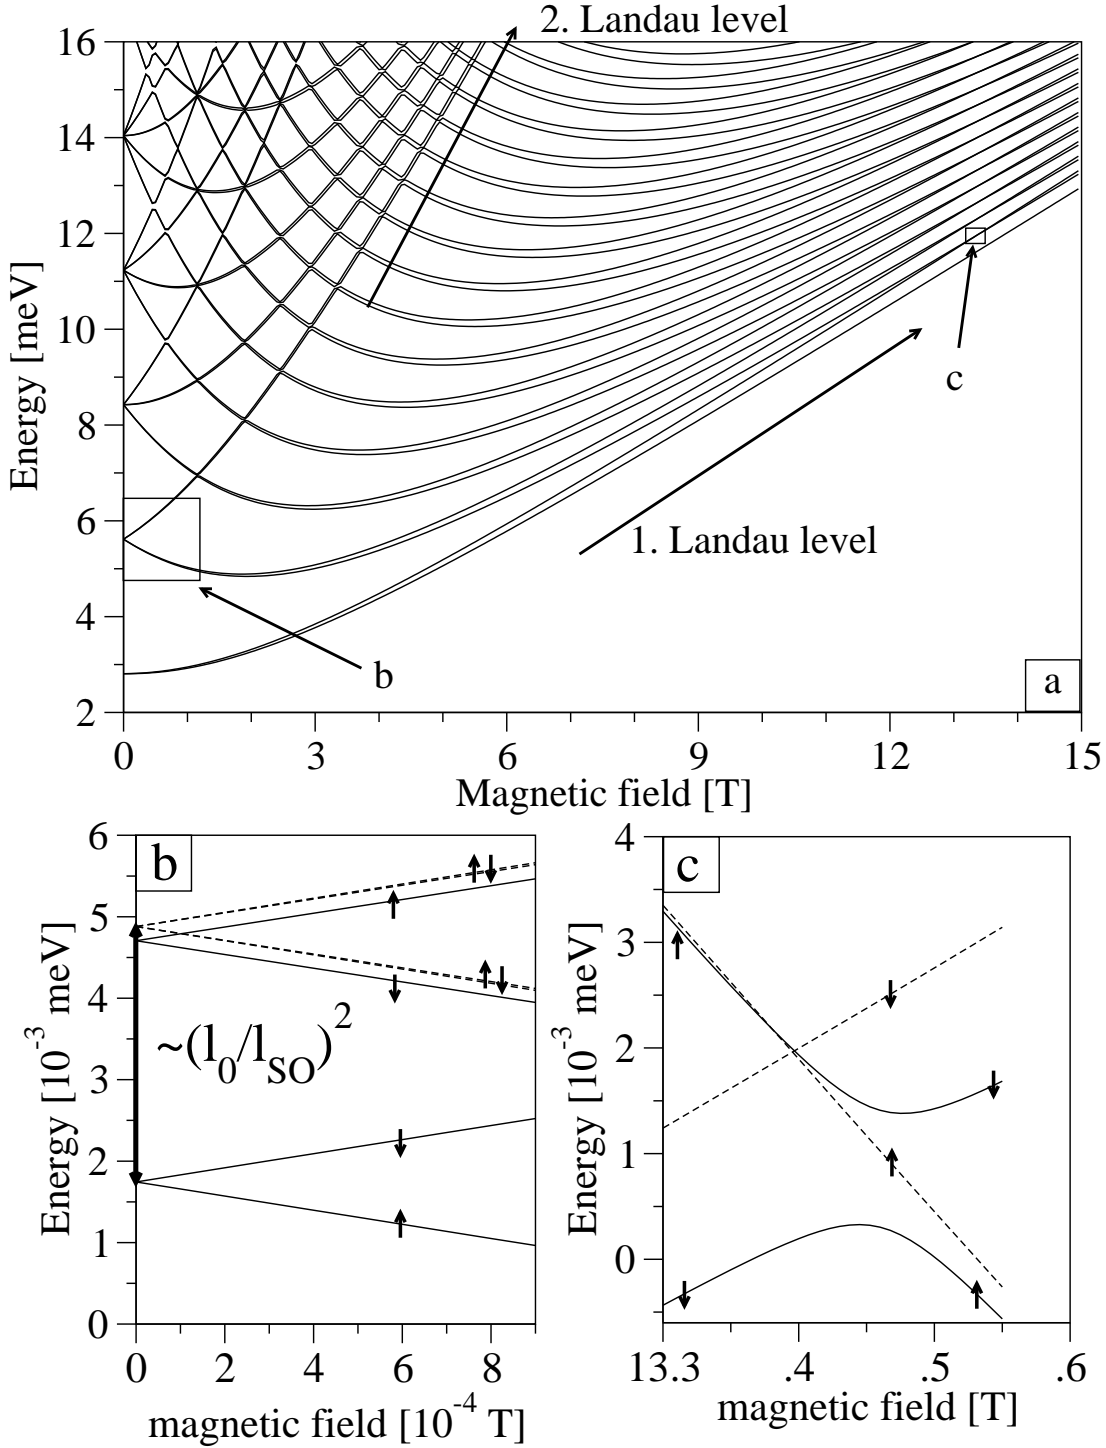 2. Landau level
16
14
12
10
8
6
4
2
Energy [meV]
c
1. Landau level
b
a
0 3 6 9 12 15
Magnetic field [T]
b
6
5
4
3
2
1
0
Energy [10^-3 meV]
~(l_0/l_SO)^2
0 2 4 6 8
magnetic field [10^-4 T]
c
4
3
2
1
0
Energy [10^-3 meV]
13.3 .4 .5 .6
magnetic field [T]